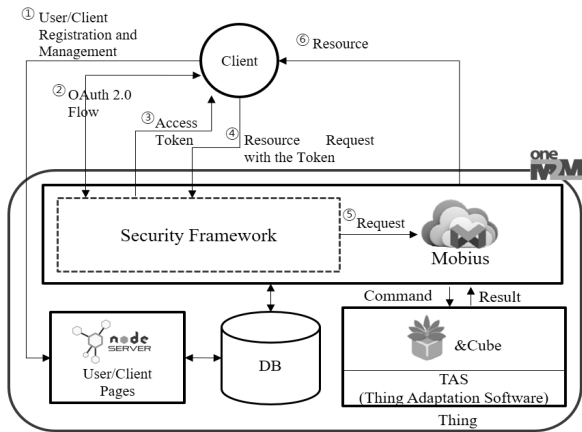 ① User/Client
Registration and
Management
⑥ Resource
Client
② OAuth 2.0
Flow
③ Access
Token
④ Resource Request
with the Token
one
M2M
Security Framework
⑤ Request
Mobius
Command
Result
node
SERVER
User/Client
Pages
DB
&Cube
TAS
(Thing Adaptation Software)
Thing